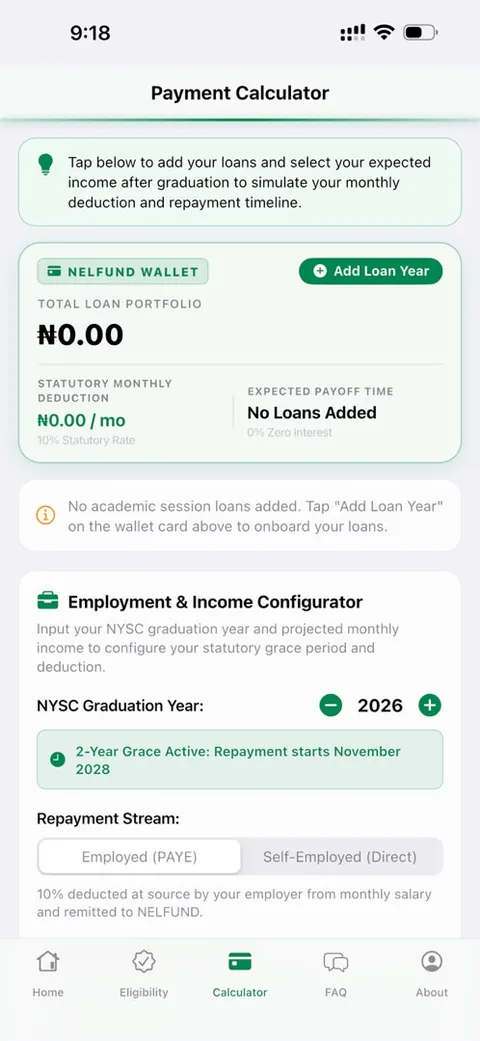 9:18
Payment Calculator
Tap below to add your loans and select your expected
income after graduation to simulate your monthly
deduction and repayment timeline.
NELFUND WALLET
Add Loan Year
TOTAL LOAN PORTFOLIO
₦0.00
STATUTORY MONTHLY
DEDUCTION
₦0.00 / mo
10% Statutory Rate
EXPECTED PAYOFF TIME
No Loans Added
0% Zero Interest
No academic session loans added. Tap "Add Loan Year"
on the wallet card above to onboard your loans.
Employment & Income Configurator
Input your NYSC graduation year and projected monthly
income to configure your statutory grace period and
deduction.
NYSC Graduation Year:
2026
2-Year Grace Active: Repayment starts November
2028
Repayment Stream:
Employed (PAYE)
Self-Employed (Direct)
10% deducted at source by your employer from monthly salary
and remitted to NELFUND.
Home
Eligibility
Calculator
FAQ
About